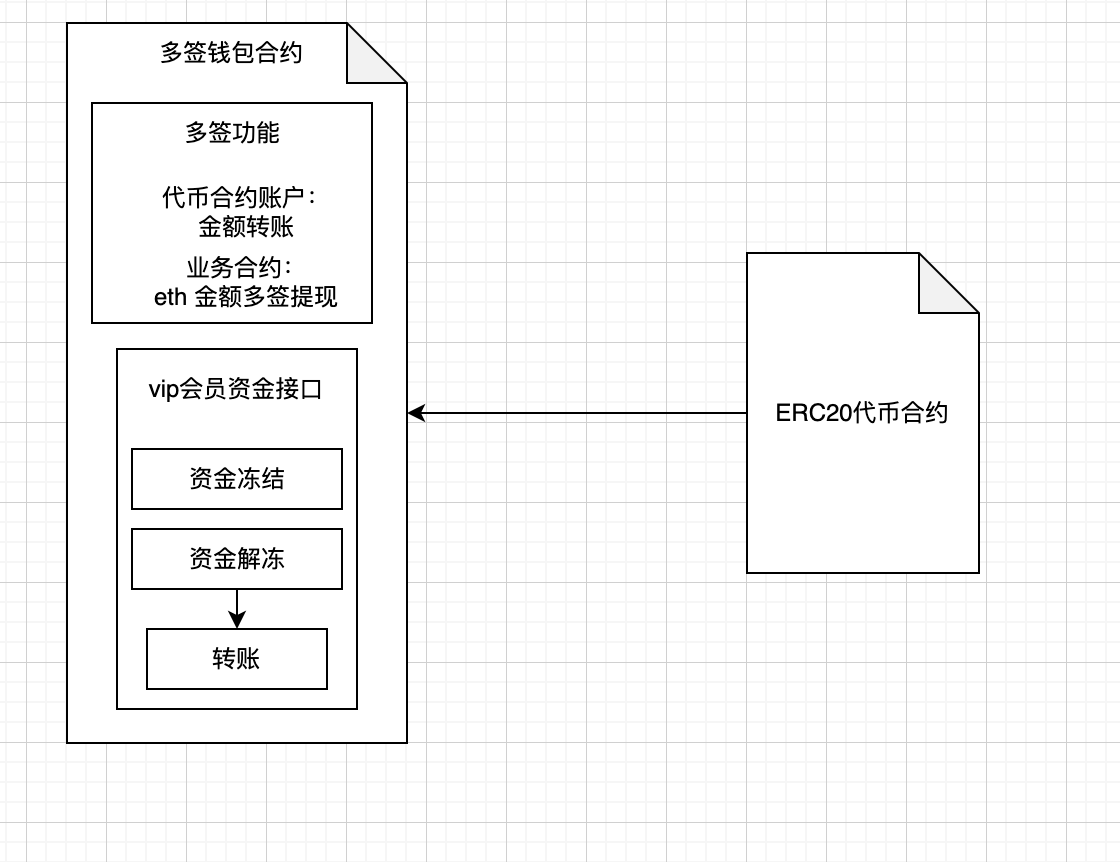 多签钱包合约
多签功能
代币合约账户：
金额转账
业务合约：
eth 金额多签提现
vip会员资金接口
资金冻结
资金解冻
转账
ERC20代币合约